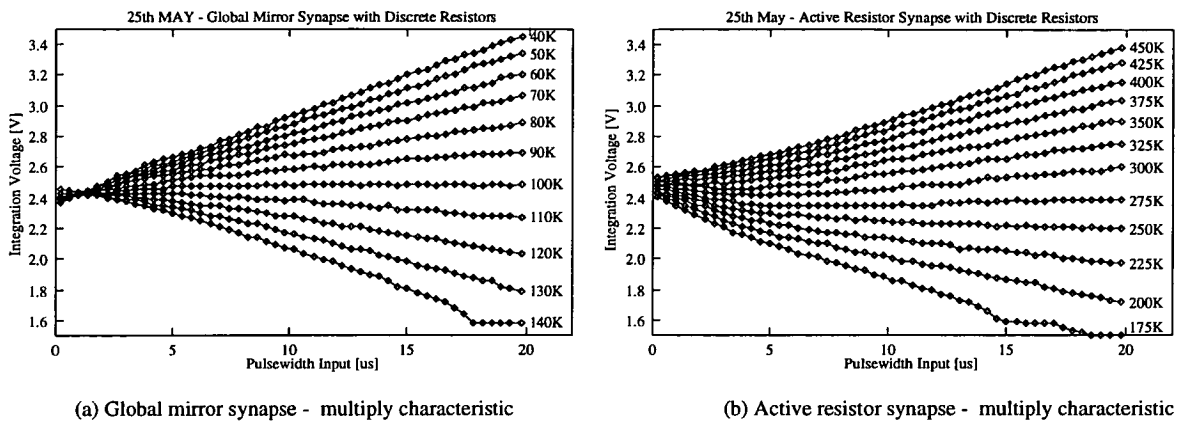 25th MAY - Global Mirror Synapse with Discrete Resistors
Integration Voltage [V]
3.4
3.2
3.0
2.8
2.6
2.4
2.2
2.0
1.8
1.6
40K
50K
60K
70K
80K
90K
100K
110K
120K
130K
140K
0 5 10 15 20
Pulsewidth Input [us]
(a) Global mirror synapse - multiply characteristic
25th May - Active Resistor Synapse with Discrete Resistors
Integration Voltage [V]
3.4
3.2
3.0
2.8
2.6
2.4
2.2
2.0
1.8
1.6
450K
425K
400K
375K
350K
325K
300K
275K
250K
225K
200K
175K
0 5 10 15 20
Pulsewidth Input [us]
(b) Active resistor synapse - multiply characteristic